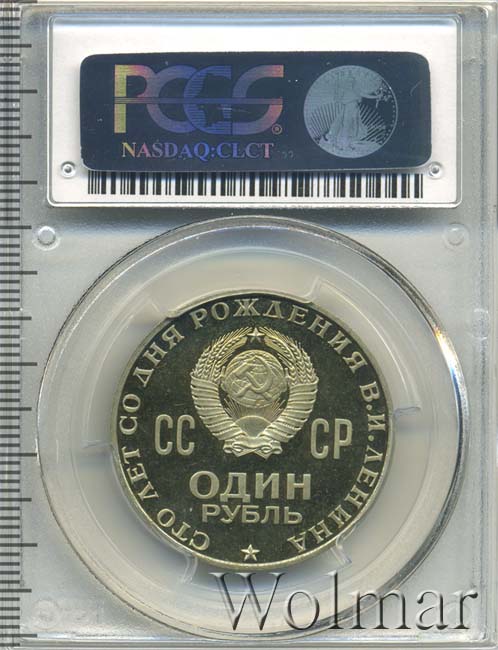 PCGS®
NASDAQ:CLCT
СТО ЛЕТ СО ДНЯ РОЖДЕНИЯ В.И.ЛЕНИНА
СС СР
ОДИН
РУБЛЬ
Wolmar